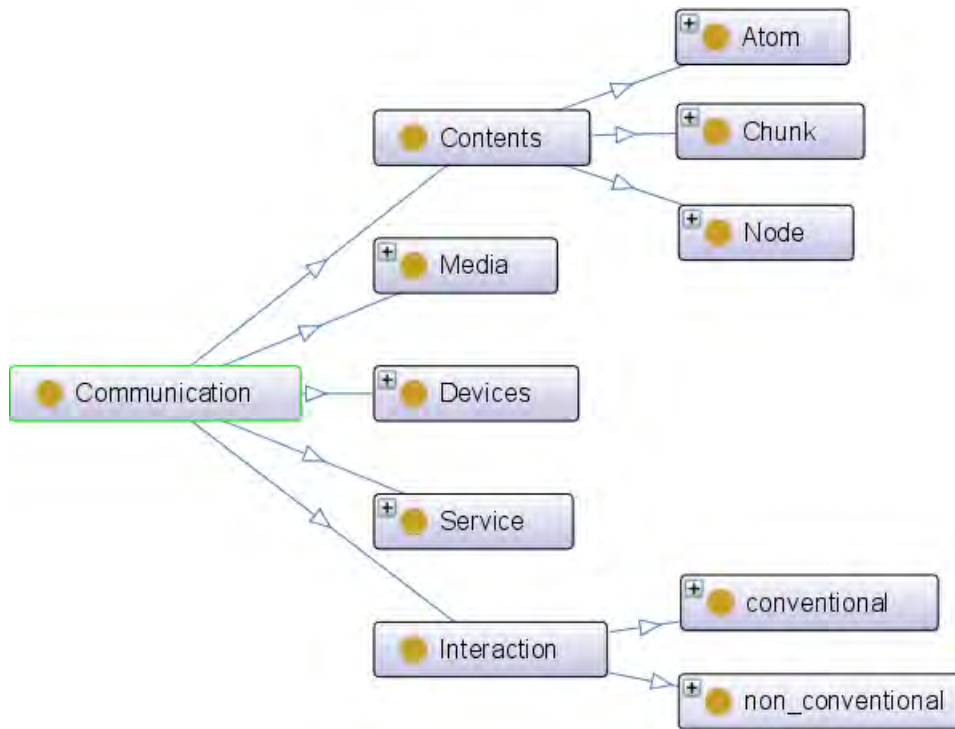 Atom
Contents
Chunk
Node
Media
Communication
Devices
Service
conventional
Interaction
non_conventional